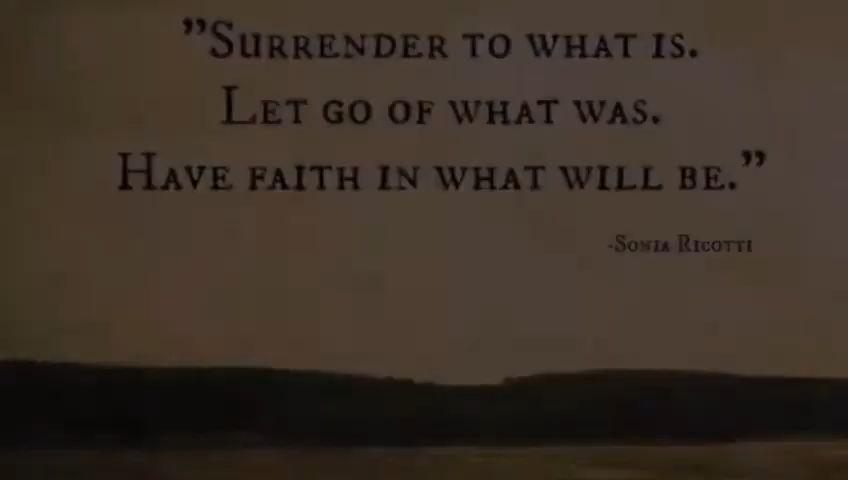 "Surrender to what is.
Let go of what was.
Have faith in what will be."
-Sonia Ricotti